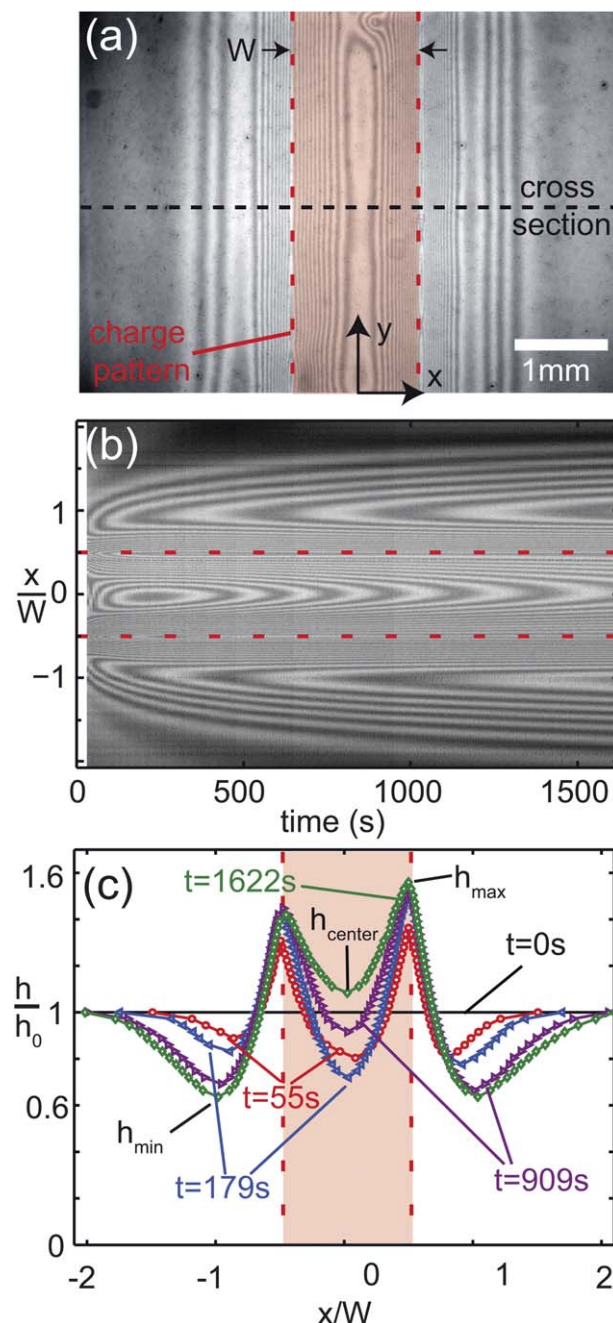 (a)
W
cross
section
charge
pattern
y
x
1mm
(b)
1
x
W
0
−1
0
500
1000
1500
time (s)
(c)
1.6
t=1622s
h
max
h
center
t=0s
h
h
0
1
0.6
t=55s
h
min
t=179s
t=909s
0
-2
-1
0
1
2
x/W